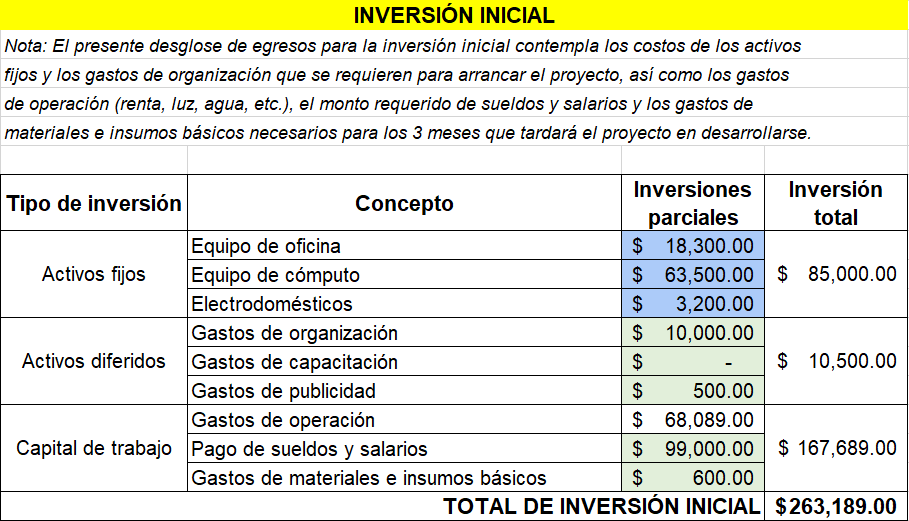 INVERSIÓN INICIAL
Nota: El presente desglose de egresos para la inversión inicial contempla los costos de los activos
fijos y los gastos de organización que se requieren para arrancar el proyecto, así como los gastos
de operación (renta, luz, agua, etc.), el monto requerido de sueldos y salarios y los gastos de
materiales e insumos básicos necesarios para los 3 meses que tardará el proyecto en desarrollarse.
Tipo de inversión Concepto Inversiones parciales Inversión total
Activos fijos Equipo de oficina $ 18,300.00 $ 85,000.00
Equipo de cómputo $ 63,500.00
Electrodomésticos $ 3,200.00
Activos diferidos Gastos de organización $ 10,000.00 $ 10,500.00
Gastos de capacitación $ -
Gastos de publicidad $ 500.00
Capital de trabajo Gastos de operación $ 68,089.00 $ 167,689.00
Pago de sueldos y salarios $ 99,000.00
Gastos de materiales e insumos básicos $ 600.00
TOTAL DE INVERSIÓN INICIAL $263,189.00